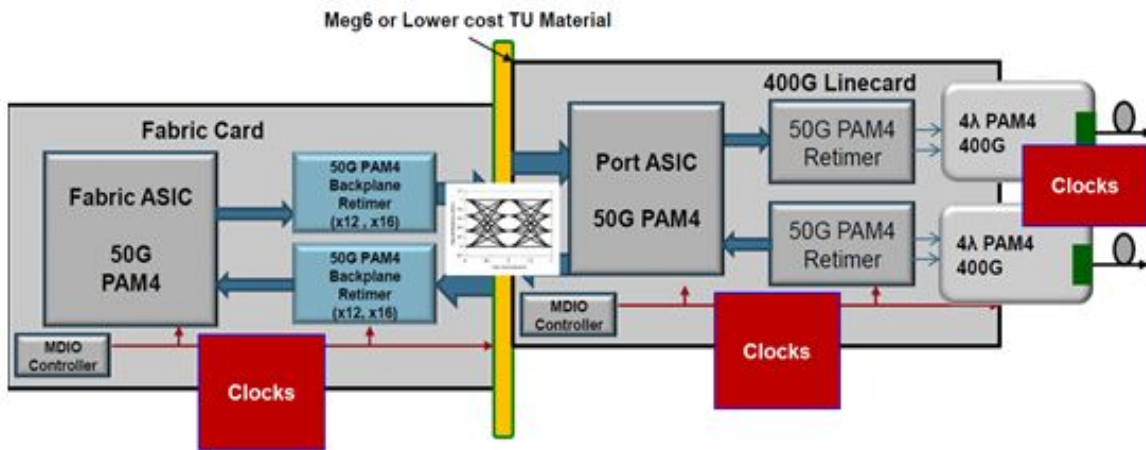 Meg6 or Lower cost TU Material
Fabric Card
Fabric ASIC
50G
PAM4
50G PAM4
Backplane
Retimer
(x12 , x16)
50G PAM4
Backplane
Retimer
(x12, x16)
MDIO
Controller
Clocks
400G Linecard
Port ASIC
50G PAM4
50G PAM4
Retimer
50G PAM4
Retimer
MDIO
Controller
Clocks
4λ PAM4
400G
Clocks
4λ PAM4
400G